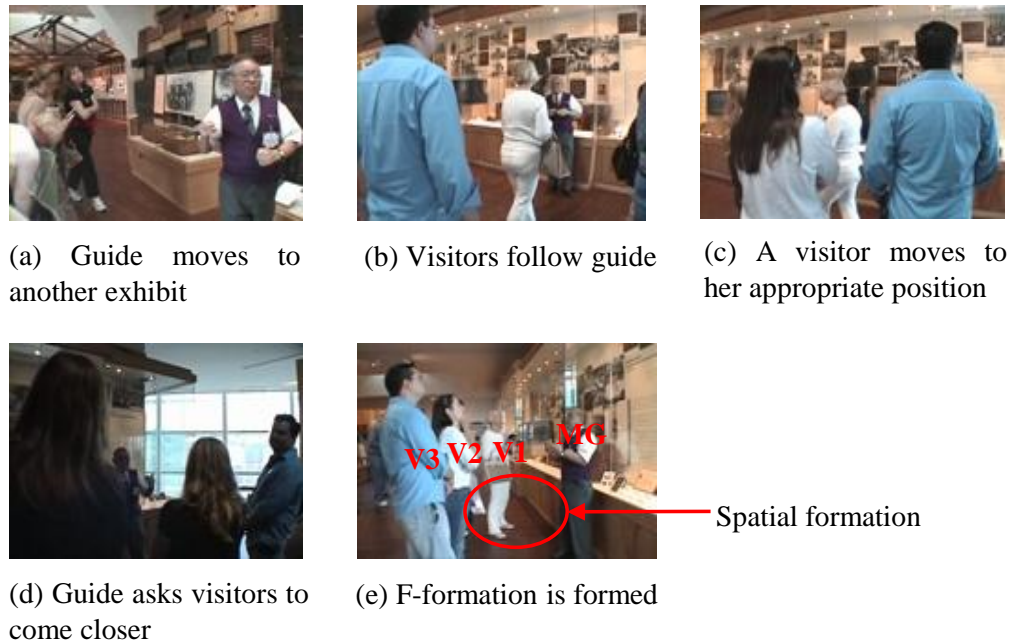 (a) Guide moves to
another exhibit
(b) Visitors follow guide
(c) A visitor moves to
her appropriate position
V3 V2 V1 MG
Spatial formation
(d) Guide asks visitors to
come closer
(e) F-formation is formed